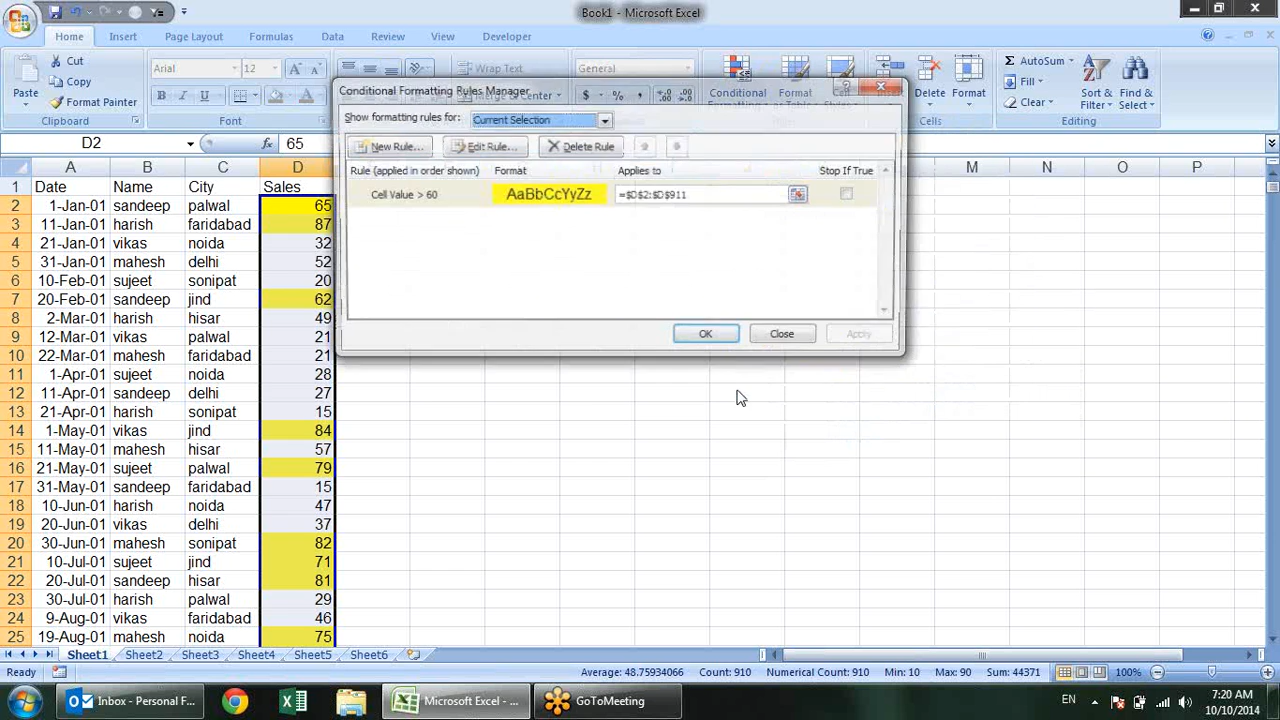 Book1 - Microsoft Excel
Home Insert Page Layout Formulas Data Review View Developer
Paste Cut Copy Format Painter
Clipboard
Arial 12
B I U
Font
Wrap Text
Merge & Center
General
$ % ,
Conditional Format Cell
Insert Delete Format
Cells
AutoSum Fill Clear
Sort & Filter Find & Select
Editing
D2 fx 65
Conditional Formatting Rules Manager
Show formatting rules for: Current Selection
New Rule... Edit Rule... Delete Rule
Rule (applied in order shown) Format Applies to Stop If True
Cell Value > 60 AaBbCcYyZz =$D$2:$D$911
OK Close Apply
A B C D M N O P
1 Date Name City Sales
2 1-Jan-01 sandeep palwal 65
3 11-Jan-01 harish faridabad 87
4 21-Jan-01 vikas noida 32
5 31-Jan-01 mahesh delhi 52
6 10-Feb-01 sujeet sonipat 20
7 20-Feb-01 sandeep jind 62
8 2-Mar-01 harish hisar 49
9 12-Mar-01 vikas palwal 21
10 22-Mar-01 mahesh faridabad 21
11 1-Apr-01 sujeet noida 28
12 11-Apr-01 sandeep delhi 27
13 21-Apr-01 harish sonipat 15
14 1-May-01 vikas jind 84
15 11-May-01 mahesh hisar 57
16 21-May-01 sujeet palwal 79
17 31-May-01 sandeep faridabad 15
18 10-Jun-01 harish noida 47
19 20-Jun-01 vikas delhi 37
20 30-Jun-01 mahesh sonipat 82
21 10-Jul-01 sujeet jind 71
22 20-Jul-01 sandeep hisar 81
23 30-Jul-01 harish palwal 29
24 9-Aug-01 vikas faridabad 46
25 19-Aug-01 mahesh noida 75
Sheet1 Sheet2 Sheet3 Sheet4 Sheet5 Sheet6
Ready Average: 48.75934066 Count: 910 Numerical Count: 910 Min: 10 Max: 90 Sum: 44371 100%
Inbox - Personal F... Microsoft Excel - ... GoToMeeting EN 7:20 AM
10/10/2014